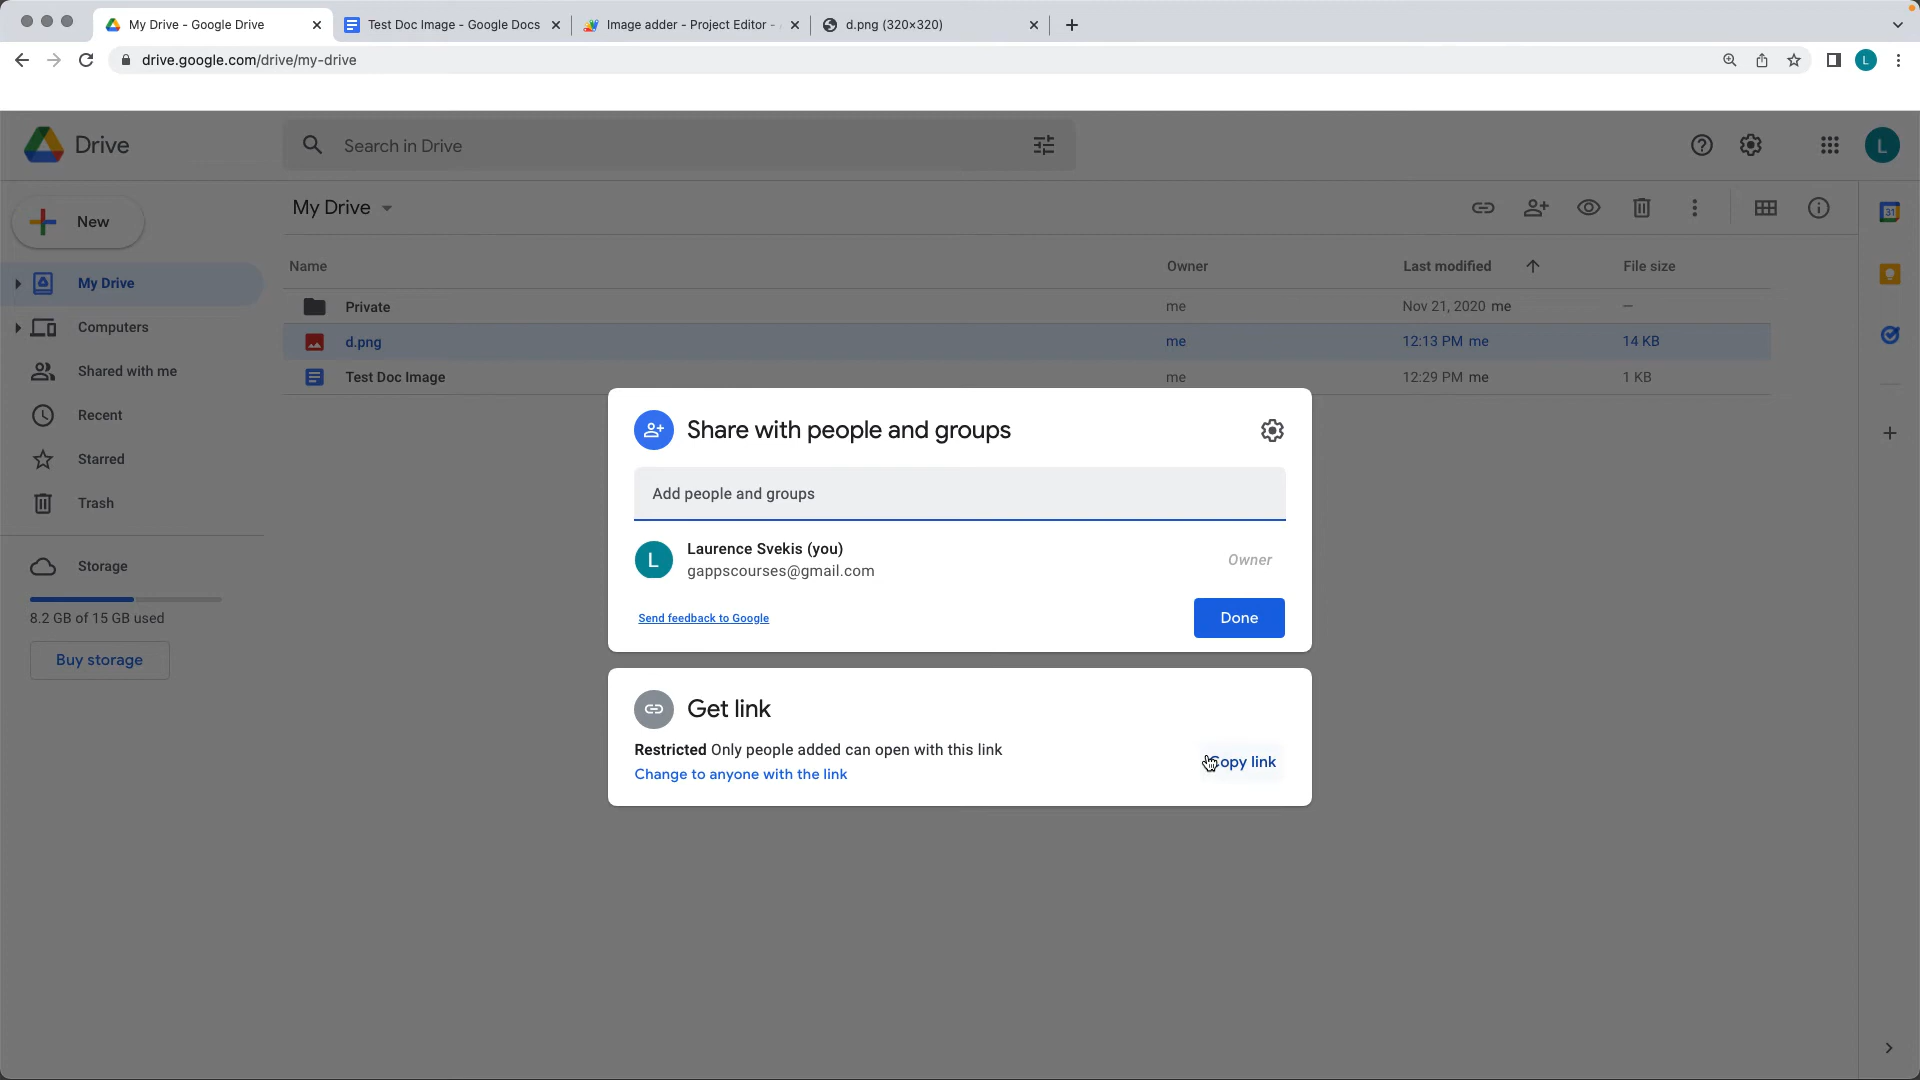 My Drive - Google Drive
Test Doc Image - Google Docs
Image adder - Project Editor -
d.png (320×320)
drive.google.com/drive/my-drive
L
Drive
Search in Drive
L
New
My Drive
31
Name
Owner
Last modified
File size
My Drive
Private
me
Nov 21, 2020 me
—
Computers
d.png
me
12:13 PM me
14 KB
Shared with me
Test Doc Image
me
12:29 PM me
1 KB
Recent
Starred
Trash
Storage
8.2 GB of 15 GB used
Buy storage
Share with people and groups
Add people and groups
L
Laurence Svekis (you)
gappscourses@gmail.com
Owner
Send feedback to Google
Done
Get link
Restricted Only people added can open with this link
Change to anyone with the link
Copy link